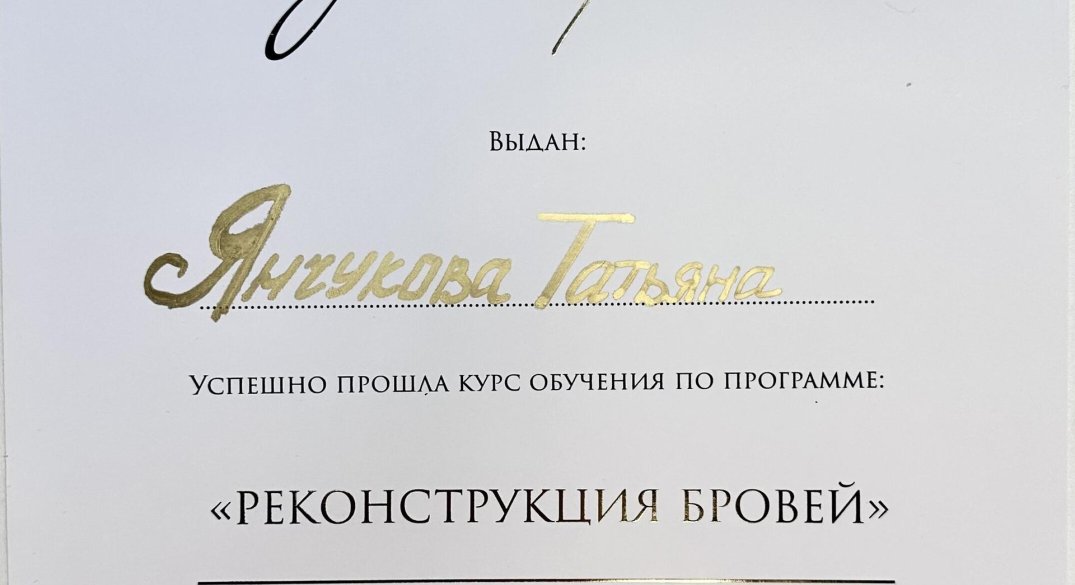 Выдан:
Янчукова Татьяна
Успешно прошла курс обучения по программе:
«РЕКОНСТРУКЦИЯ БРОВЕЙ»